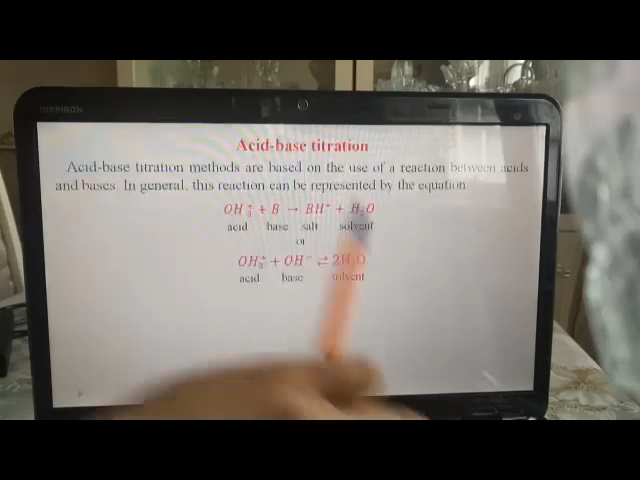 INSPIRON
Acid-base titration
Acid-base titration methods are based on the use of a reaction between acids
and bases. In general, this reaction can be represented by the equation
OH₃⁺ + B → BH⁺ + H₂O
acid base salt solvent
or
OH₃⁺ + OH⁻ ⇄ 2H₂O
acid base solvent